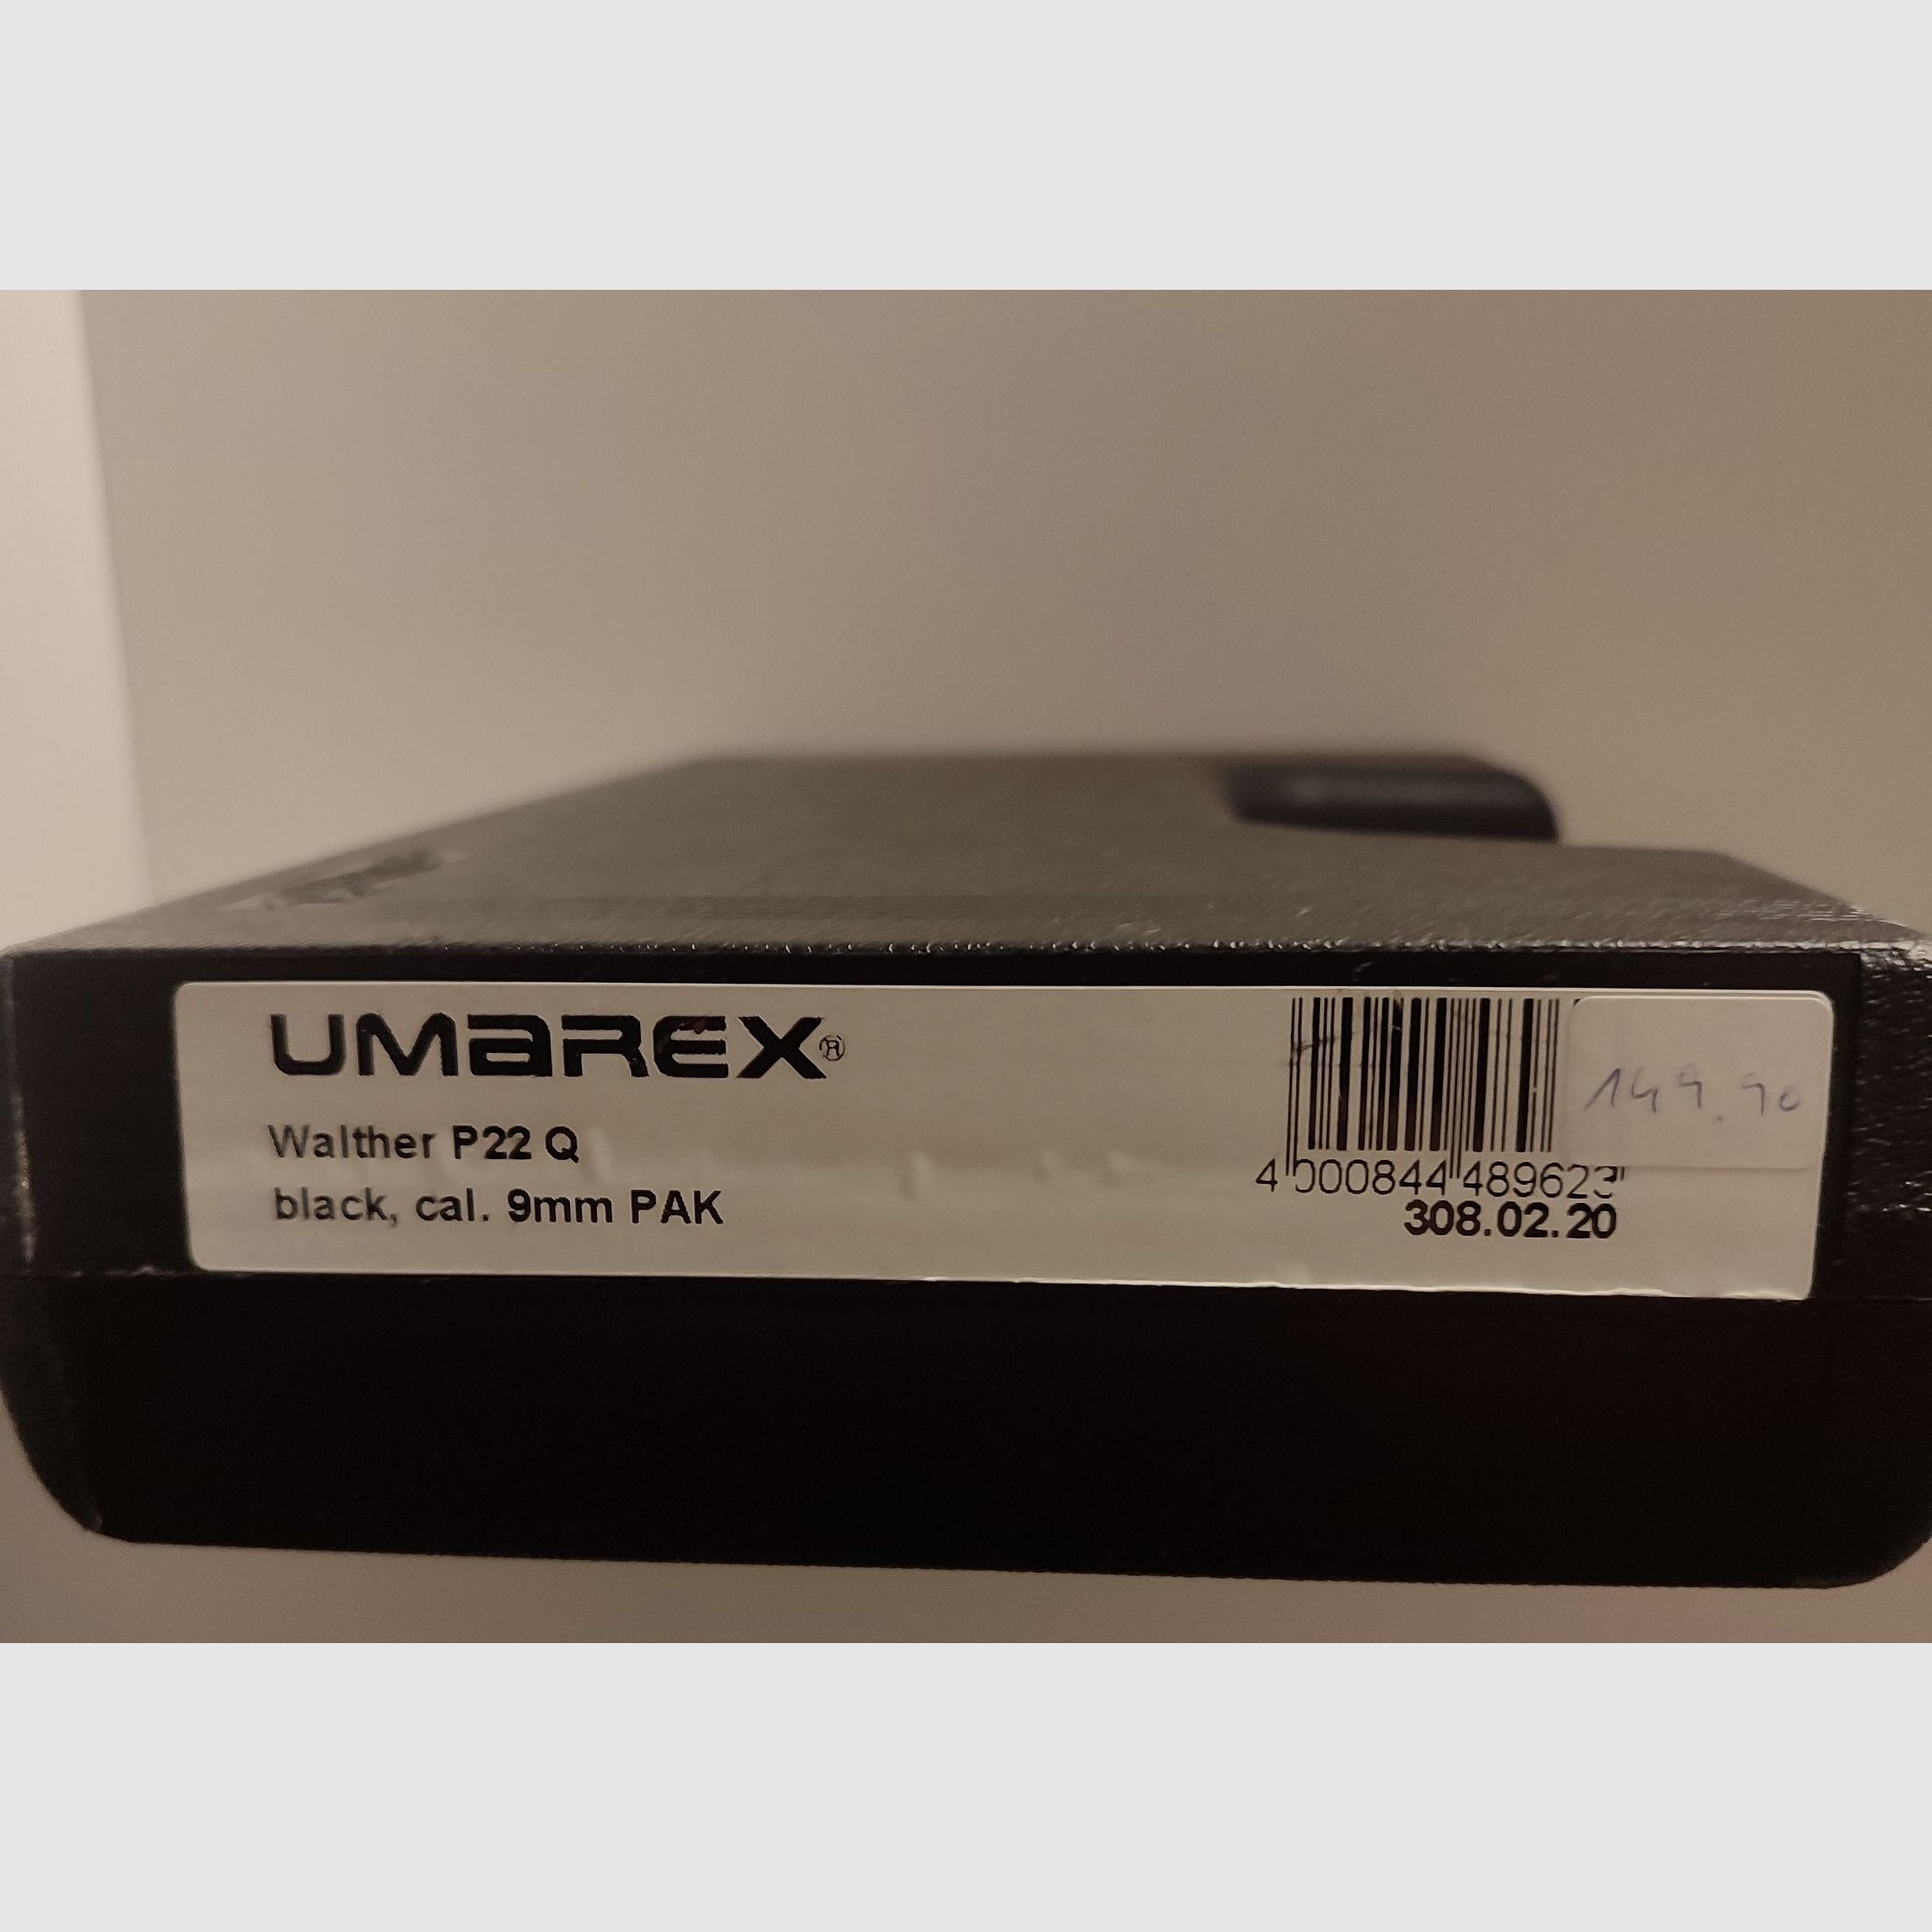 UMAREX®
Walther P22 Q
black, cal. 9mm PAK
149.90
4 000844 489623
308.02.20